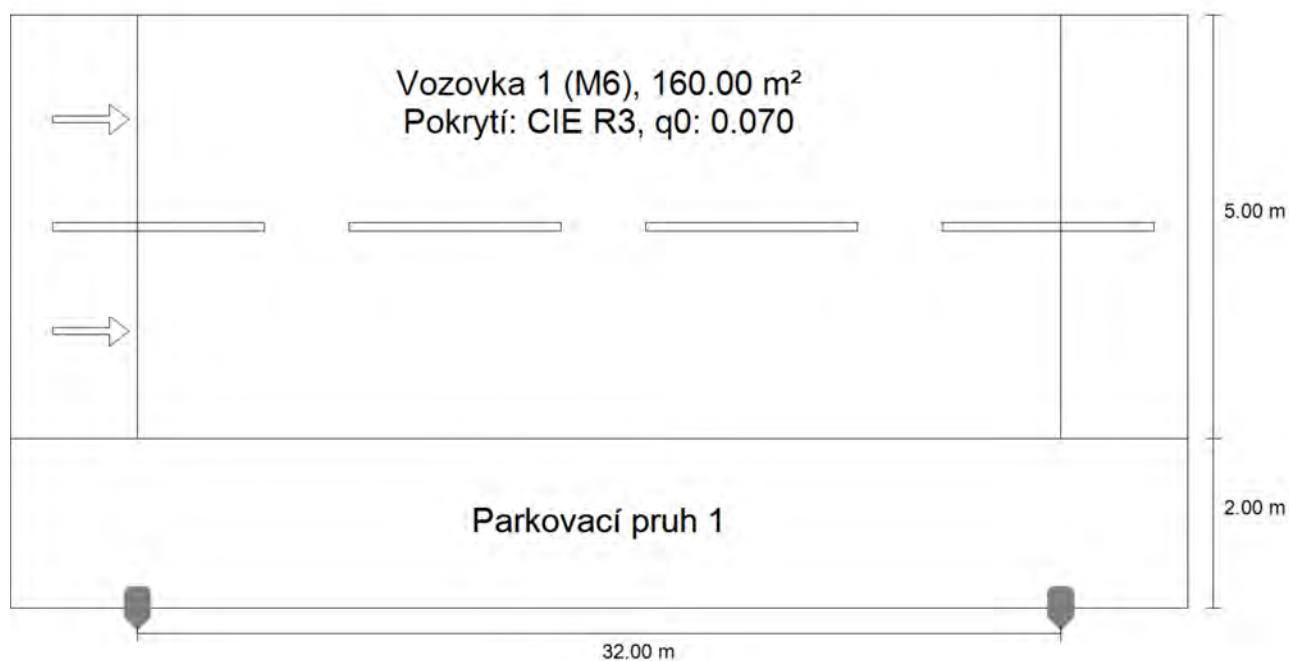 Vozovka 1 (M6), 160.00 m²
Pokrytí: CIE R3, q0: 0.070
5.00 m
Parkovací pruh 1
2.00 m
32.00 m